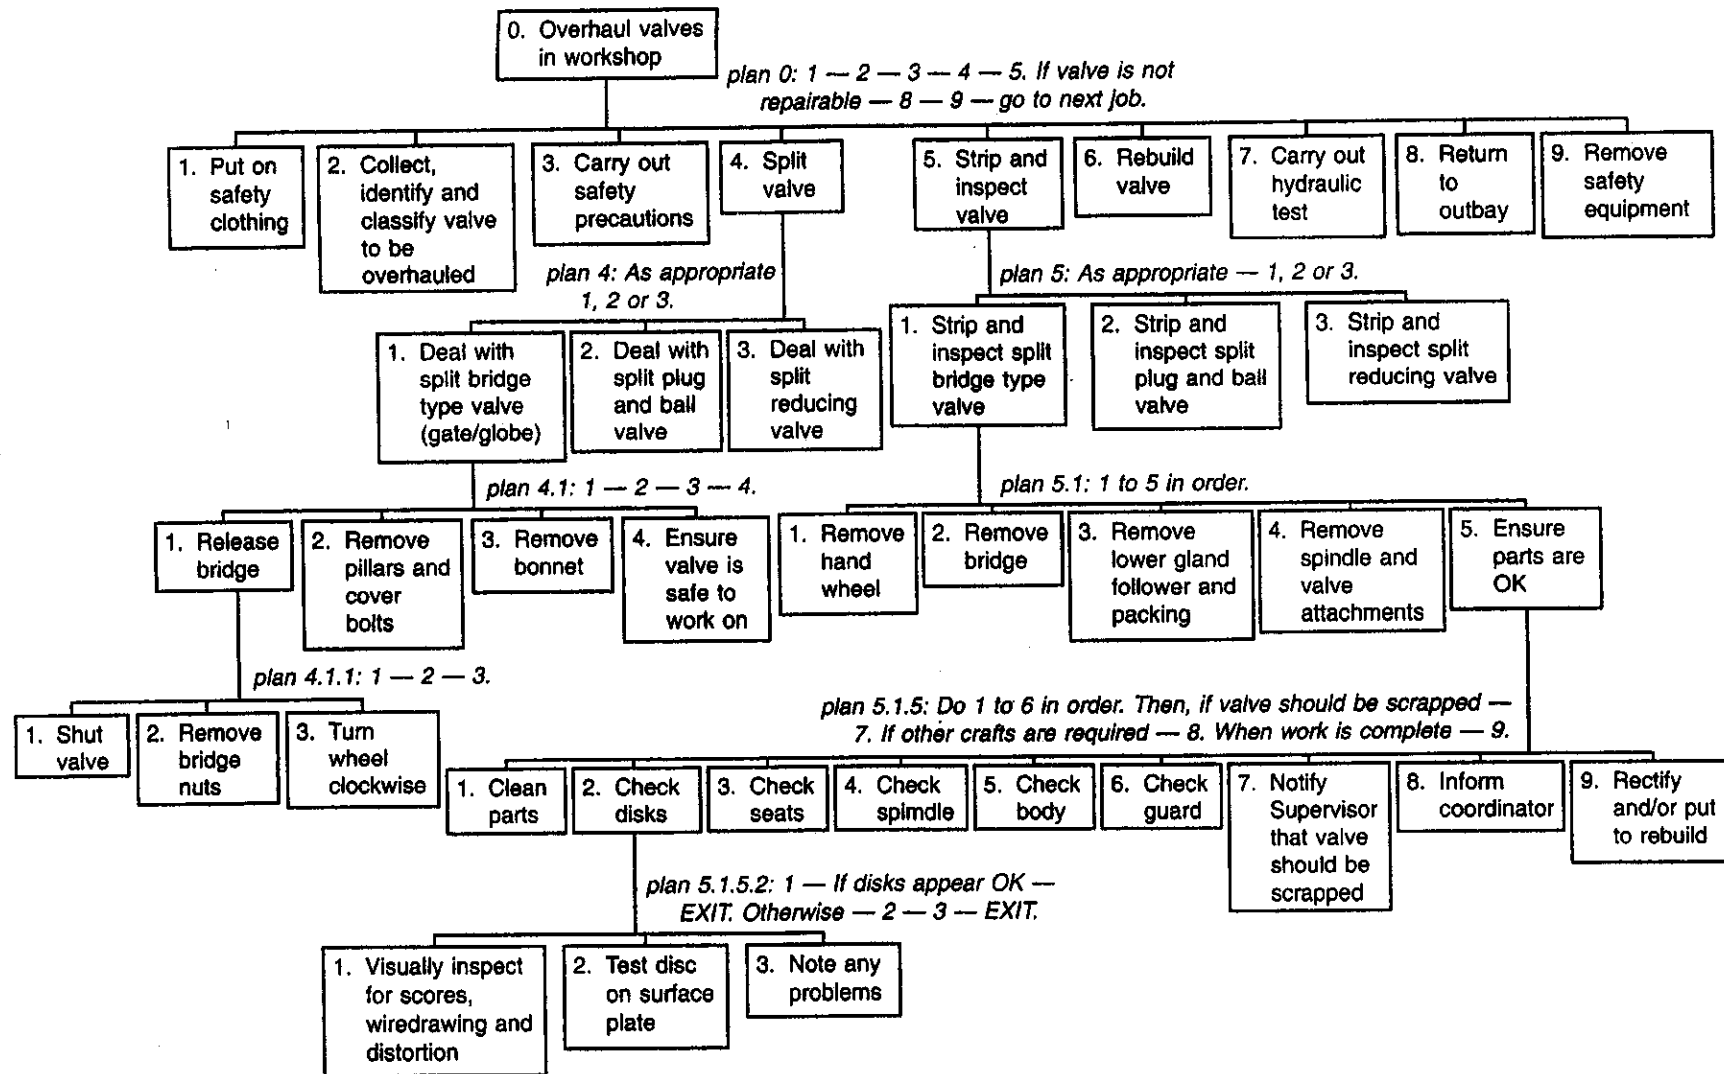 0. Overhaul valves
in workshop
plan 0: 1 — 2 — 3 — 4 — 5. If valve is not
repairable — 8 — 9 — go to next job.
1. Put on
safety
clothing
2. Collect,
identify and
classify valve
to be
overhauled
3. Carry out
safety
precautions
4. Split
valve
5. Strip and
inspect
valve
6. Rebuild
valve
7. Carry out
hydraulic
test
8. Return
to
outbay
9. Remove
safety
equipment
plan 4: As appropriate
1, 2 or 3.
plan 5: As appropriate — 1, 2 or 3.
1. Deal with
split bridge
type valve
(gate/globe)
2. Deal with
split plug
and ball
valve
3. Deal with
split
reducing
valve
1. Strip and
inspect split
bridge type
valve
2. Strip and
inspect split
plug and ball
valve
3. Strip and
inspect split
reducing valve
plan 4.1: 1 — 2 — 3 — 4.
plan 5.1: 1 to 5 in order.
1. Release
bridge
2. Remove
pillars and
cover
bolts
3. Remove
bonnet
4. Ensure
valve is
safe to
work on
1. Remove
hand
wheel
2. Remove
bridge
3. Remove
lower gland
follower and
packing
4. Remove
spindle and
valve
attachments
5. Ensure
parts are
OK
plan 4.1.1: 1 — 2 — 3.
plan 5.1.5: Do 1 to 6 in order. Then, if valve should be scrapped —
7. If other crafts are required — 8. When work is complete — 9.
1. Shut
valve
2. Remove
bridge
nuts
3. Turn
wheel
clockwise
1. Clean
parts
2. Check
disks
3. Check
seats
4. Check
spimdle
5. Check
body
6. Check
guard
7. Notify
Supervisor
that valve
should be
scrapped
8. Inform
coordinator
9. Rectify
and/or put
to rebuild
plan 5.1.5.2: 1 — If disks appear OK —
EXIT. Otherwise — 2 — 3 — EXIT.
1. Visually inspect
for scores,
wiredrawing and
distortion
2. Test disc
on surface
plate
3. Note any
problems